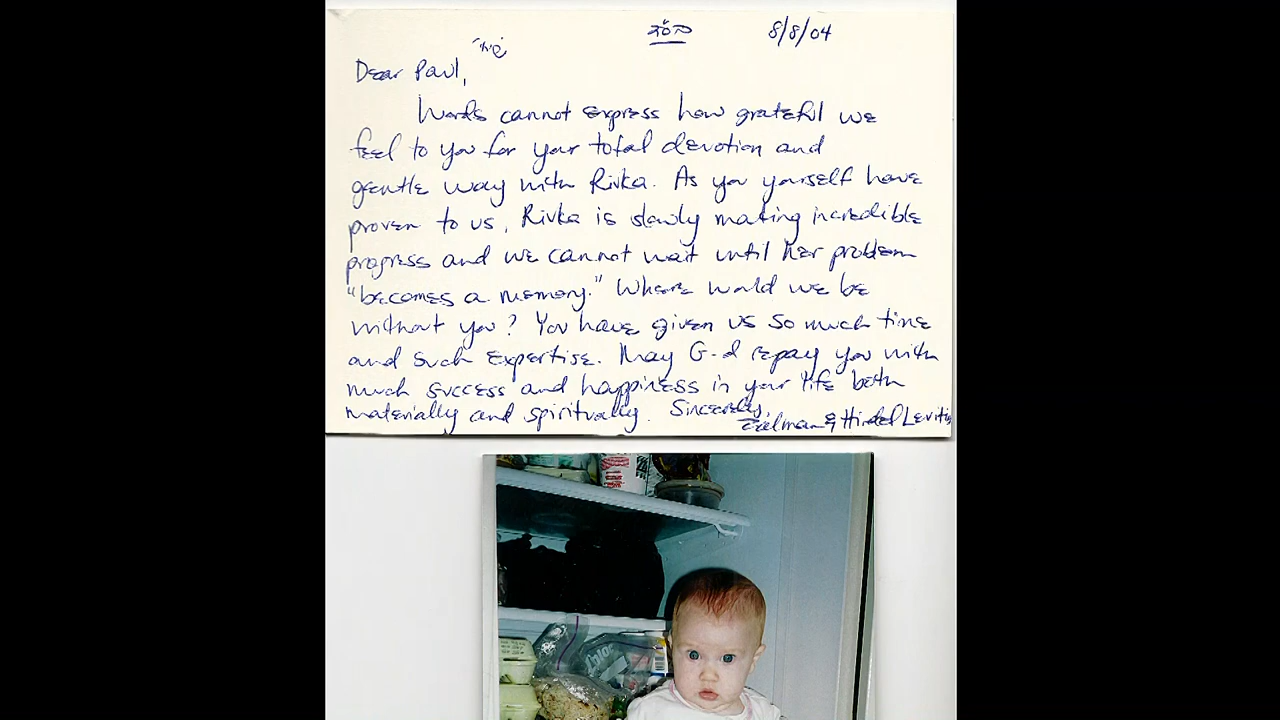 בס"ד 8/8/04
Dear Paul, שיחי'
Words cannot express how grateful we
feel to you for your total devotion and
gentle way with Rivka. As you yourself have
proven to us, Rivka is slowly making incredible
progress and we cannot wait until her problem
"becomes a memory." Where would we be
without you? You have given us so much time
and such expertise. May G-d repay you with
much success and happiness in your life both
materially and spiritually. Sincerely,
& Hindel